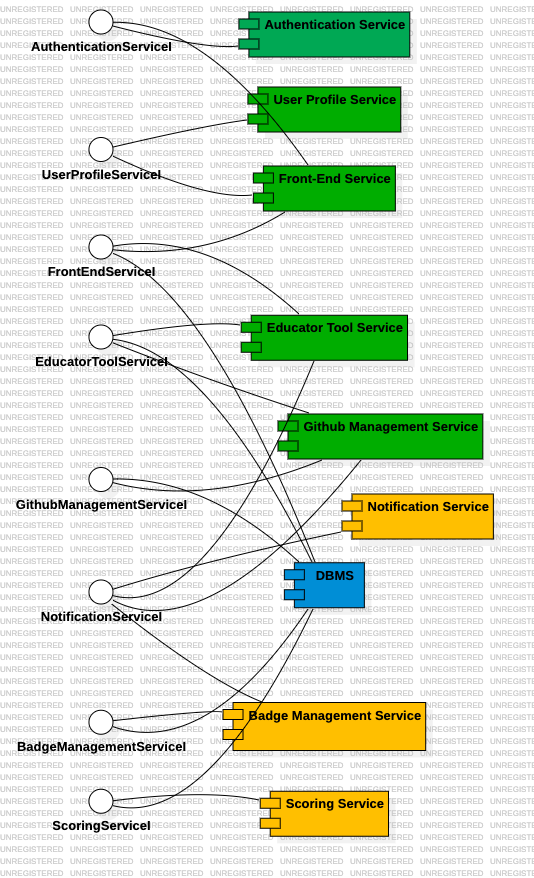 Authentication Service
AuthenticationServiceI
User Profile Service
UserProfileServiceI
Front-End Service
FrontEndServiceI
Educator Tool Service
EducatorToolServiceI
Github Management Service
GithubManagementServiceI
Notification Service
DBMS
NotificationServiceI
Badge Management Service
BadgeManagementServiceI
Scoring Service
ScoringServiceI
UNREGISTERED